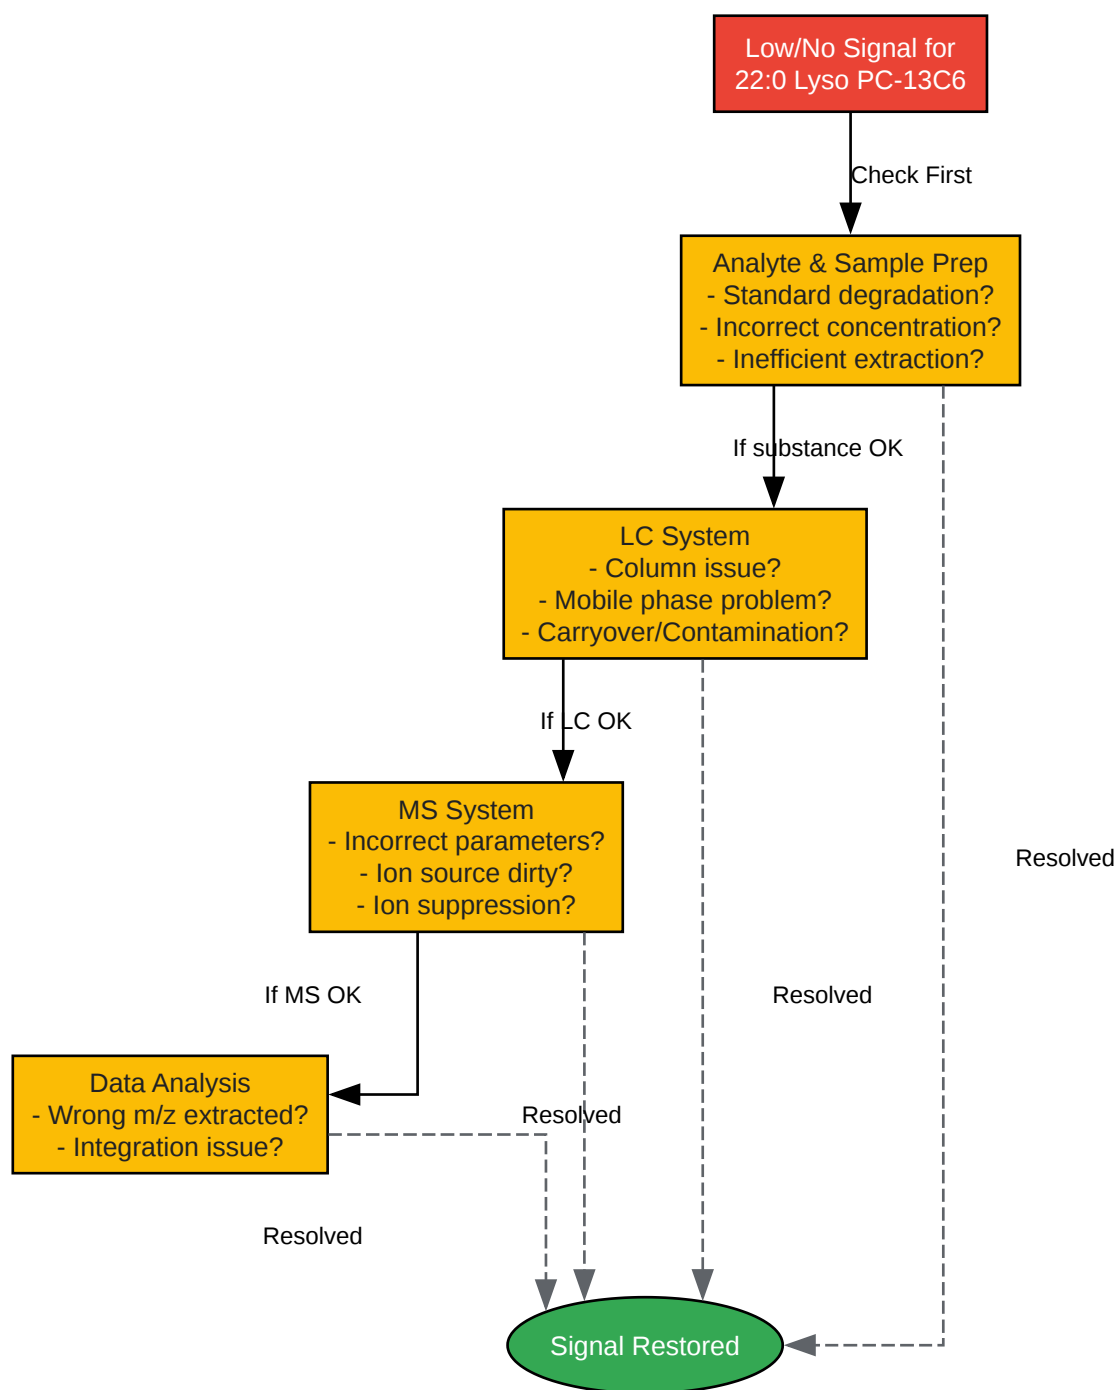 Low/No Signal for
22:0 Lyso PC-13C6
Check First
Analyte & Sample Prep
- Standard degradation?
- Incorrect concentration?
- Inefficient extraction?
If substance OK
LC System
- Column issue?
- Mobile phase problem?
- Carryover/Contamination?
If LC OK
MS System
- Incorrect parameters?
- Ion source dirty?
- Ion suppression?
Resolved
If MS OK
Resolved
Data Analysis
- Wrong m/z extracted?
- Integration issue?
Resolved
Resolved
Signal Restored